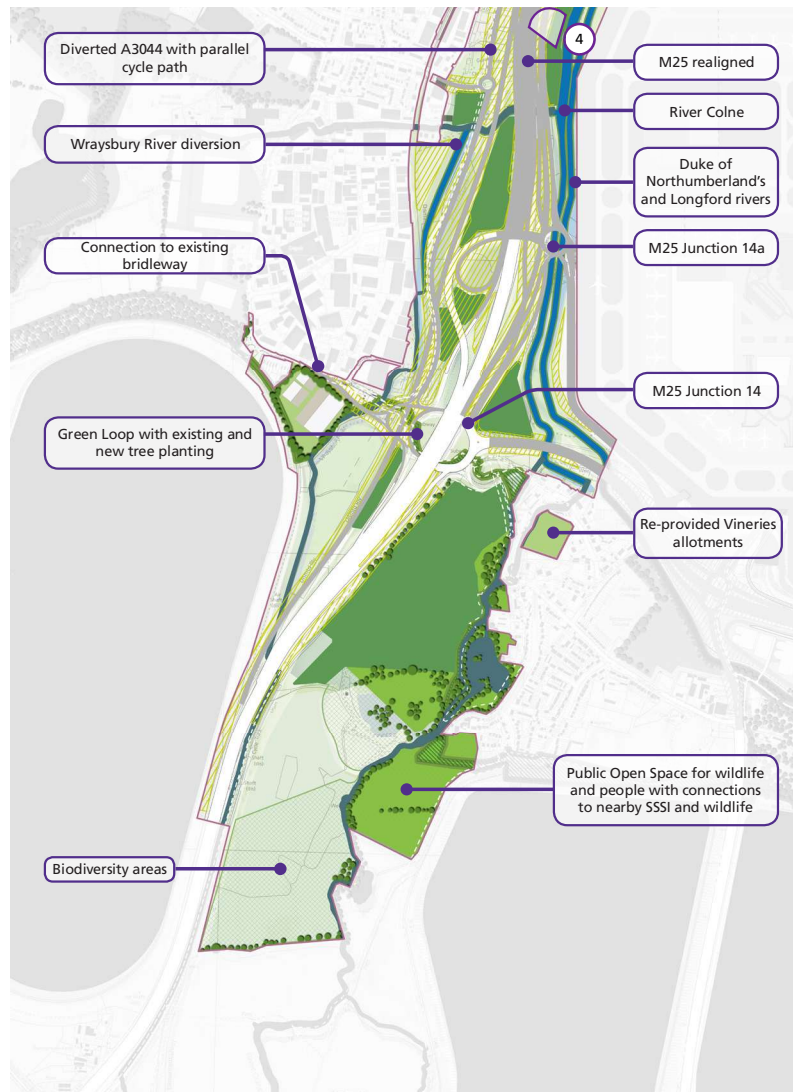 Diverted A3044 with parallel
cycle path
4
M25 realigned
River Colne
Wraysbury River diversion
Duke of
Northumberland's
and Longford rivers
Connection to existing
bridleway
M25 Junction 14a
M25 Junction 14
Green Loop with existing and
new tree planting
Re-provided Vineries
allotments
Public Open Space for wildlife
and people with connections
to nearby SSSI and wildlife
Biodiversity areas